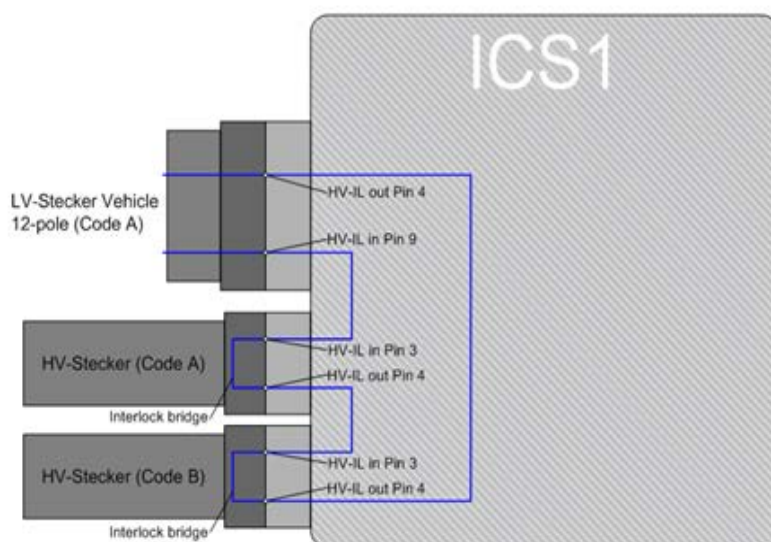 ICS1
HV-IL out Pin 4
LV-Stecker Vehicle
12-pole (Code A)
HV-IL in Pin 9
HV-Stecker (Code A)
HV-IL in Pin 3
HV-IL out Pin 4
Interlock bridge
HV-Stecker (Code B)
HV-IL in Pin 3
HV-IL out Pin 4
Interlock bridge